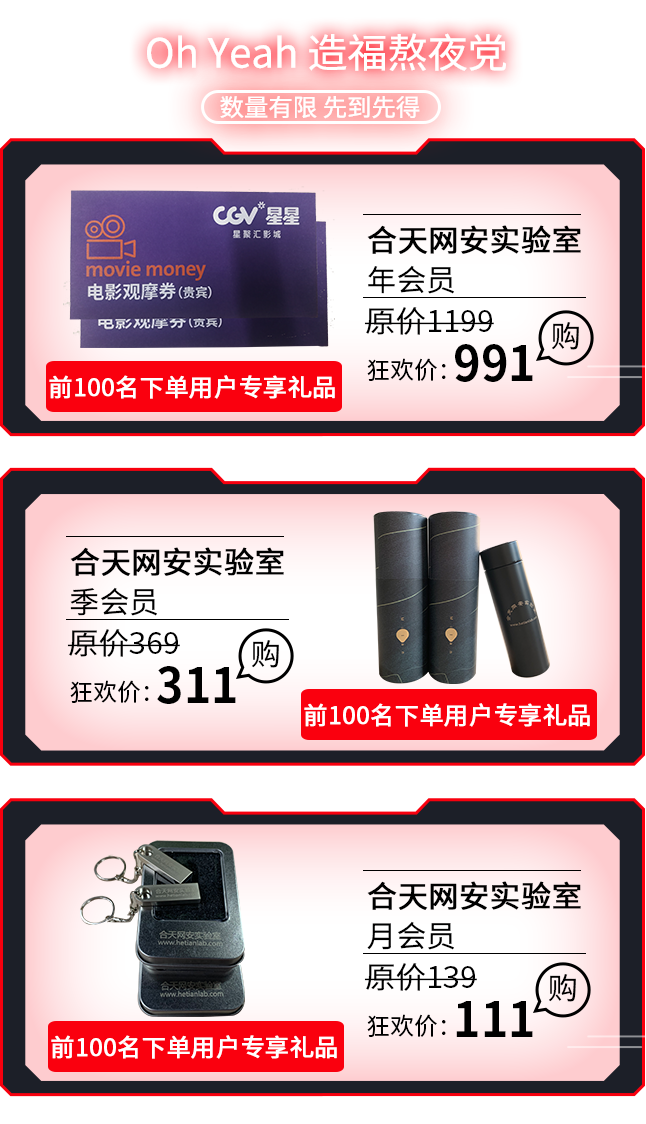 Oh Yeah 造福熬夜党
数量有限 先到先得
CGV 星星
星聚汇影城
movie money
电影观摩券(贵宾)
电影观摩券(贵宾)
前100名下单用户专享礼品
合天网安实验室
年会员
原价1199
狂欢价:991
购
合天网安实验室
季会员
原价369
狂欢价:311
购
前100名下单用户专享礼品
合天网安实验室
www.hetianlab.com
合天网安实验室
www.hetianlab.com
前100名下单用户专享礼品
合天网安实验室
月会员
原价139
狂欢价:111
购